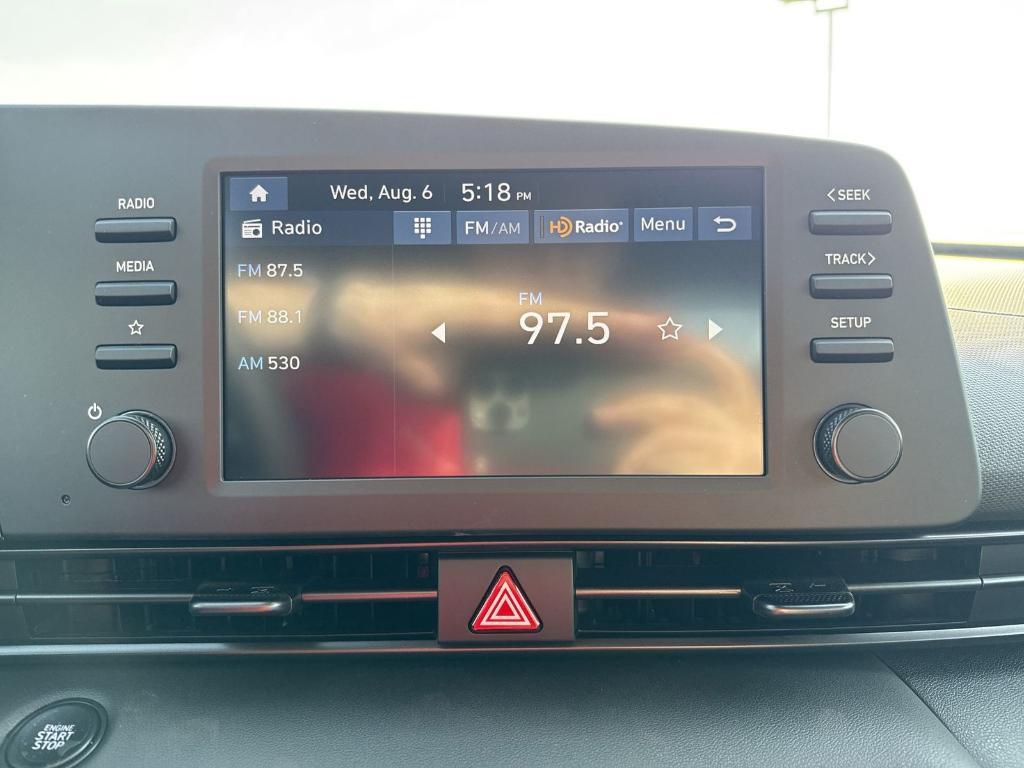 RADIO
MEDIA
Wed, Aug. 6 5:18 PM
Radio
FM/AM
HD Radio
Menu
FM 87.5
FM 88.1
AM 530
FM
97.5
<SEEK
TRACK>
SETUP
ENGINE
START
STOP